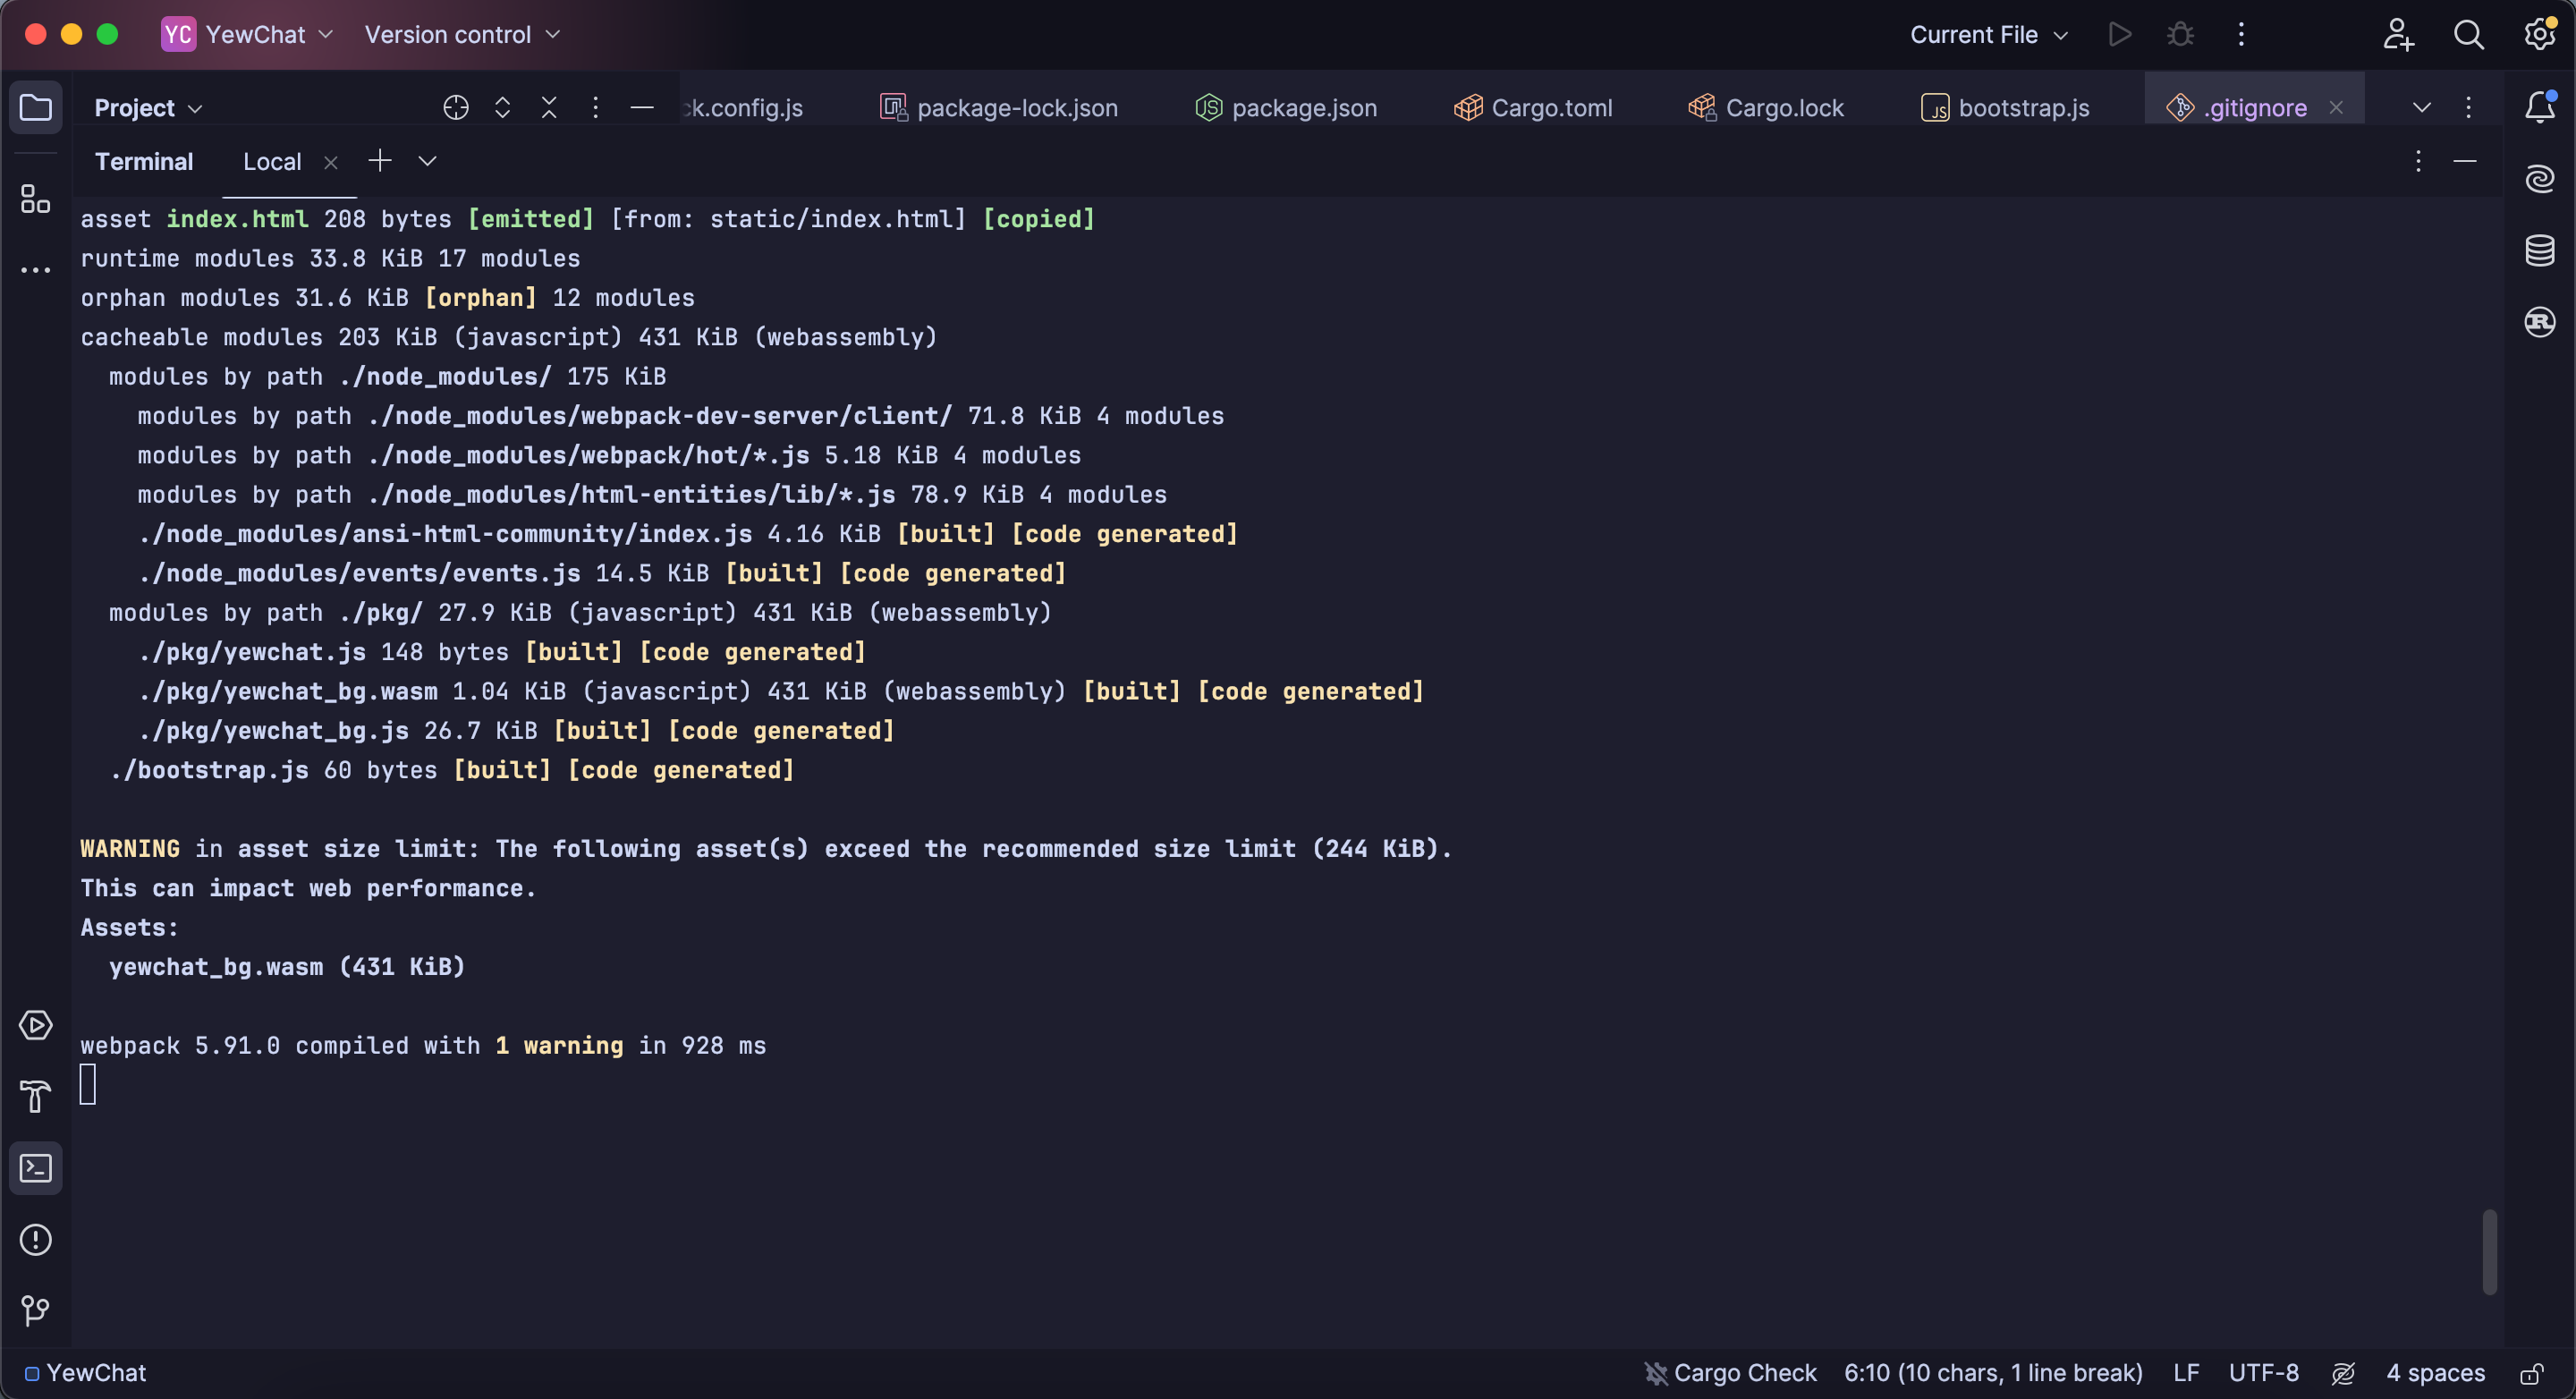 YC YewChat Version control Current File
Project ck.config.js package-lock.json package.json Cargo.toml Cargo.lock bootstrap.js .gitignore
Terminal Local
asset index.html 208 bytes [emitted] [from: static/index.html] [copied]
runtime modules 33.8 KiB 17 modules
orphan modules 31.6 KiB [orphan] 12 modules
cacheable modules 203 KiB (javascript) 431 KiB (webassembly)
  modules by path ./node_modules/ 175 KiB
    modules by path ./node_modules/webpack-dev-server/client/ 71.8 KiB 4 modules
    modules by path ./node_modules/webpack/hot/*.js 5.18 KiB 4 modules
    modules by path ./node_modules/html-entities/lib/*.js 78.9 KiB 4 modules
    ./node_modules/ansi-html-community/index.js 4.16 KiB [built] [code generated]
    ./node_modules/events/events.js 14.5 KiB [built] [code generated]
  modules by path ./pkg/ 27.9 KiB (javascript) 431 KiB (webassembly)
    ./pkg/yewchat.js 148 bytes [built] [code generated]
    ./pkg/yewchat_bg.wasm 1.04 KiB (javascript) 431 KiB (webassembly) [built] [code generated]
    ./pkg/yewchat_bg.js 26.7 KiB [built] [code generated]
  ./bootstrap.js 60 bytes [built] [code generated]
WARNING in asset size limit: The following asset(s) exceed the recommended size limit (244 KiB).
This can impact web performance.
Assets:
  yewchat_bg.wasm (431 KiB)
webpack 5.91.0 compiled with 1 warning in 928 ms
YewChat Cargo Check 6:10 (10 chars, 1 line break) LF UTF-8 4 spaces